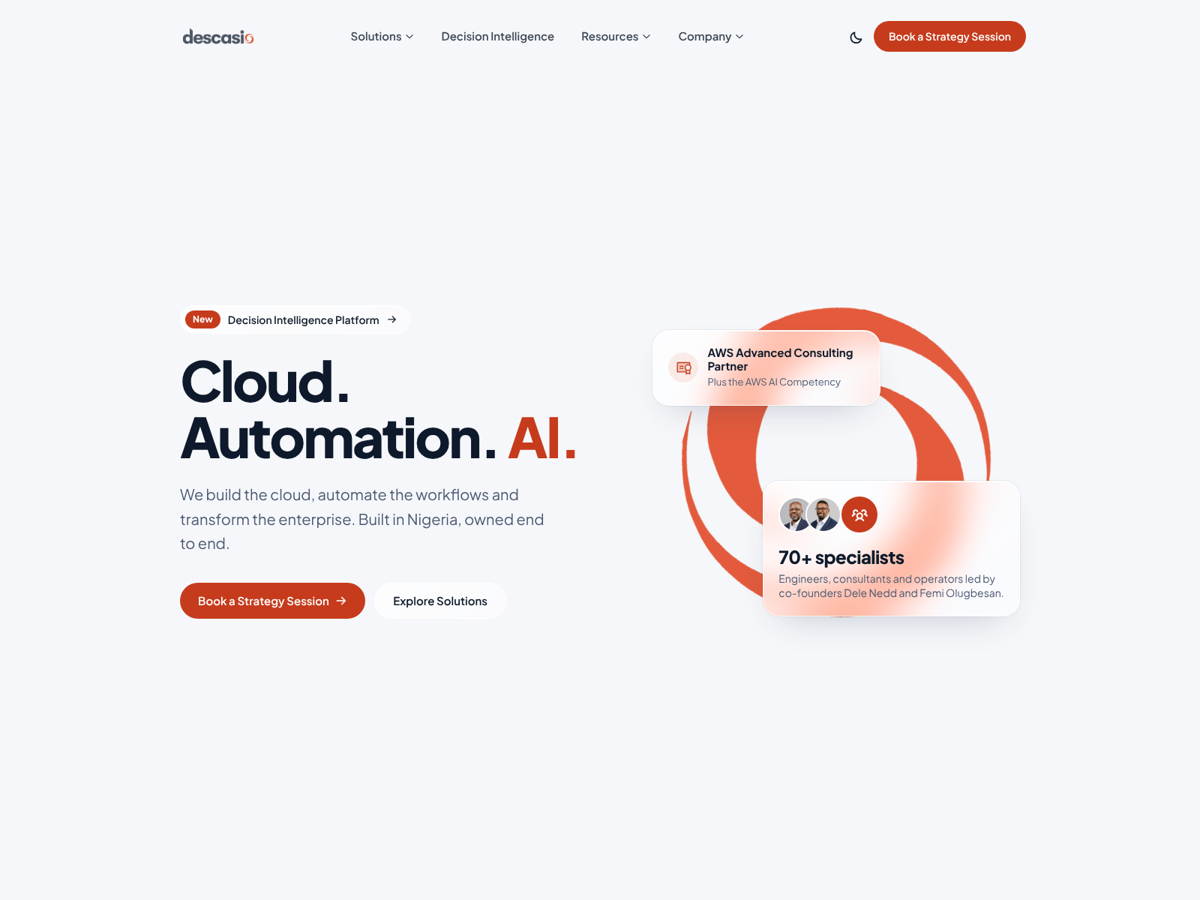 descasio
Solutions
Decision Intelligence
Resources
Company
Book a Strategy Session
New Decision Intelligence Platform
Cloud.
Automation. AI.
We build the cloud, automate the workflows and
transform the enterprise. Built in Nigeria, owned end
to end.
Book a Strategy Session
Explore Solutions
AWS Advanced Consulting
Partner
Plus the AWS AI Competency
70+ specialists
Engineers, consultants and operators led by
co-founders Dele Nedd and Femi Olugbesan.